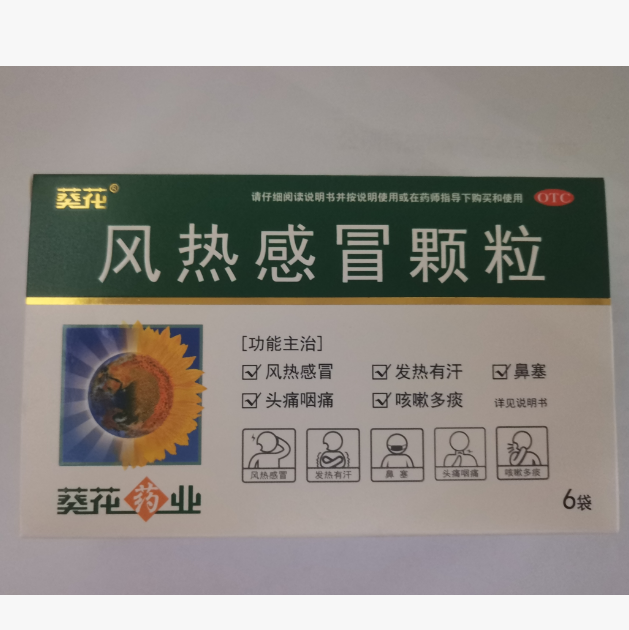 葵花®
请仔细阅读说明书并按说明使用或在药师指导下购买和使用 OTC
风热感冒颗粒
[功能主治]
风热感冒 发热有汗 鼻塞
头痛咽痛 咳嗽多痰 详见说明书
风热感冒 发热有汗 鼻塞 头痛咽痛 咳嗽多痰
葵花药业
6袋